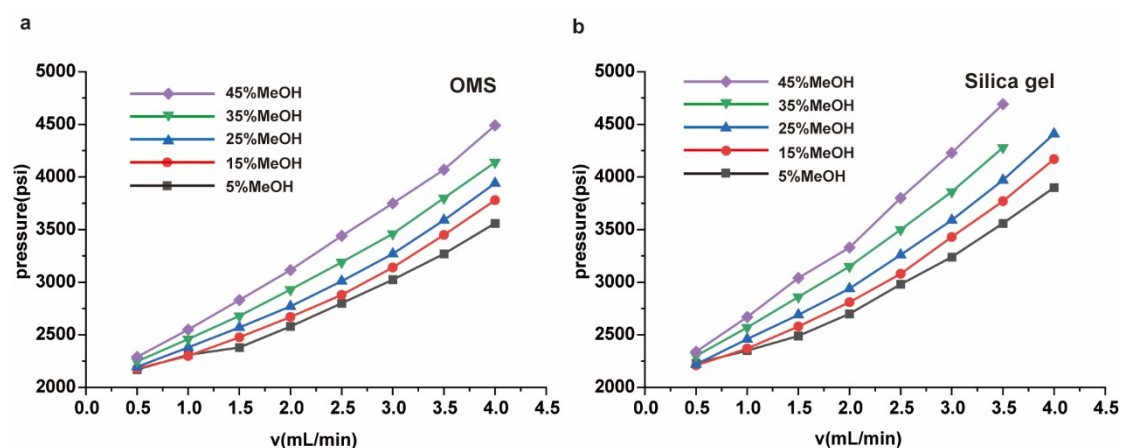 a
OMS
45%MeOH
35%MeOH
25%MeOH
15%MeOH
5%MeOH
pressure(psi)
5000
4500
4000
3500
3000
2500
2000
0.0 0.5 1.0 1.5 2.0 2.5 3.0 3.5 4.0 4.5
v(mL/min)
b
Silica gel
45%MeOH
35%MeOH
25%MeOH
15%MeOH
5%MeOH
pressure(psi)
5000
4500
4000
3500
3000
2500
2000
0.0 0.5 1.0 1.5 2.0 2.5 3.0 3.5 4.0 4.5
v(mL/min)